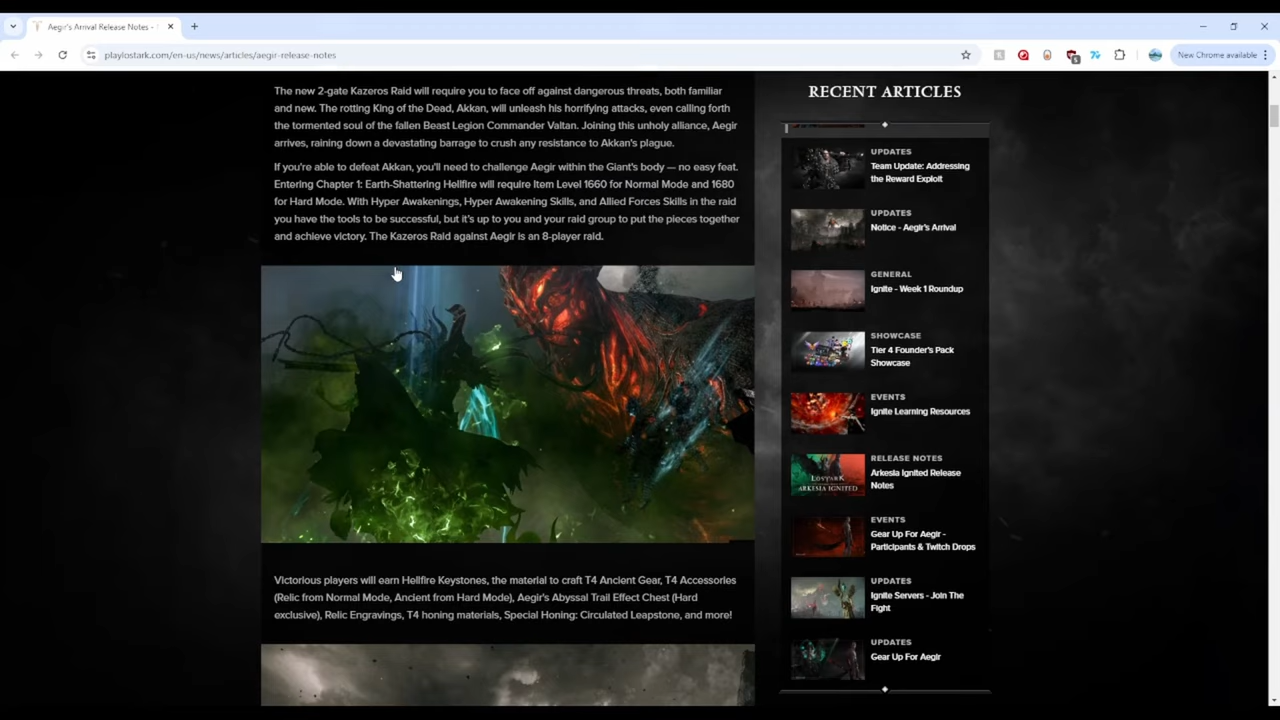 Aegir's Arrival Release Notes -
playlostark.com/en-us/news/articles/aegir-release-notes
New Chrome available
The new 2-gate Kazeros Raid will require you to face off against dangerous threats, both familiar
and new. The rotting King of the Dead, Akkan, will unleash his horrifying attacks, even calling forth
the tormented soul of the fallen Beast Legion Commander Valtan. Joining this unholy alliance, Aegir
arrives, raining down a devastating barrage to crush any resistance to Akkan's plague.
If you're able to defeat Akkan, you'll need to challenge Aegir within the Giant's body — no easy feat.
Entering Chapter 1: Earth-Shattering Hellfire will require Item Level 1660 for Normal Mode and 1680
for Hard Mode. With Hyper Awakenings, Hyper Awakening Skills, and Allied Forces Skills in the raid
you have the tools to be successful, but it's up to you and your raid group to put the pieces together
and achieve victory. The Kazeros Raid against Aegir is an 8-player raid.
Victorious players will earn Hellfire Keystones, the material to craft T4 Ancient Gear, T4 Accessories
(Relic from Normal Mode, Ancient from Hard Mode), Aegir's Abyssal Trail Effect Chest (Hard
exclusive), Relic Engravings, T4 honing materials, Special Honing: Circulated Leapstone, and more!
RECENT ARTICLES
UPDATES
Team Update: Addressing
the Reward Exploit
UPDATES
Notice - Aegir's Arrival
GENERAL
Ignite - Week 1 Roundup
SHOWCASE
Tier 4 Founder's Pack
Showcase
EVENTS
Ignite Learning Resources
RELEASE NOTES
Arkesia Ignited Release
Notes
LOST ARK
ARKESIA IGNITED
EVENTS
Gear Up For Aegir -
Participants & Twitch Drops
UPDATES
Ignite Servers - Join The
Fight
UPDATES
Gear Up For Aegir